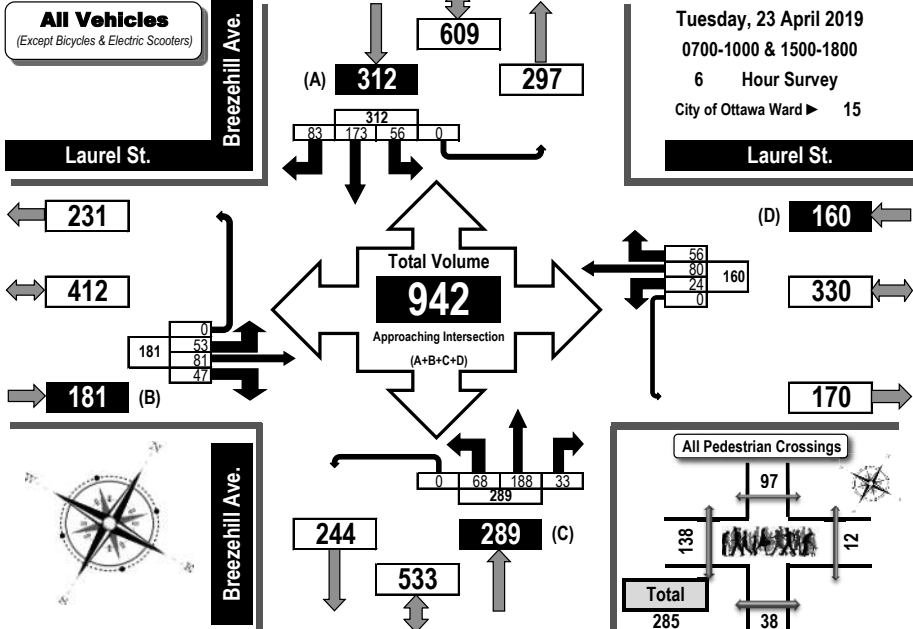 All Vehicles
(Except Bicycles & Electric Scooters)
Breezehill Ave.
Laurel St.
609
(A) 312
297
312
83 173 56 0
Tuesday, 23 April 2019
0700-1000 & 1500-1800
6 Hour Survey
City of Ottawa Ward ► 15
Laurel St.
231
412
0
53
81
47
181
181 (B)
Total Volume
942
Approaching Intersection
(A+B+C+D)
(D) 160
56
80
24
0
160
330
170
N
E
S
W
Breezehill Ave.
0 68 188 33
289
244
289 (C)
533
All Pedestrian Crossings
97
138
12
Total
285
38